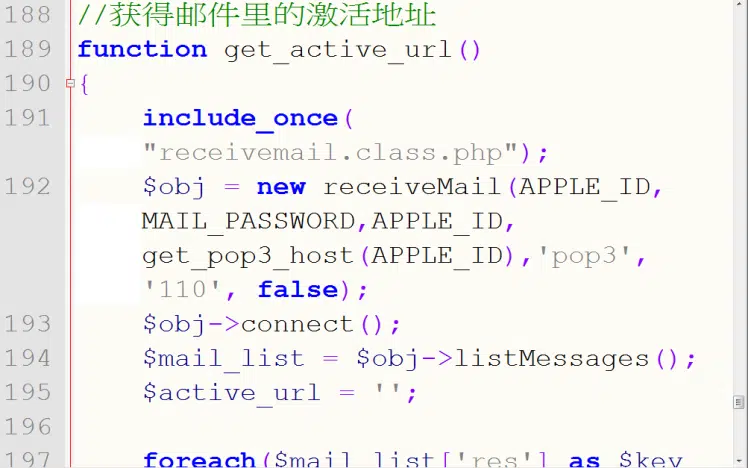 188 //获得邮件里的激活地址
189 function get_active_url()
190 {
191 include_once(
"receivemail.class.php");
192 $obj = new receiveMail(APPLE_ID,
MAIL_PASSWORD,APPLE_ID,
get_pop3_host(APPLE_ID),'pop3',
'110', false);
193 $obj->connect();
194 $mail_list = $obj->listMessages();
195 $active_url = '';
196
197 foreach($mail_list['res'] as $key